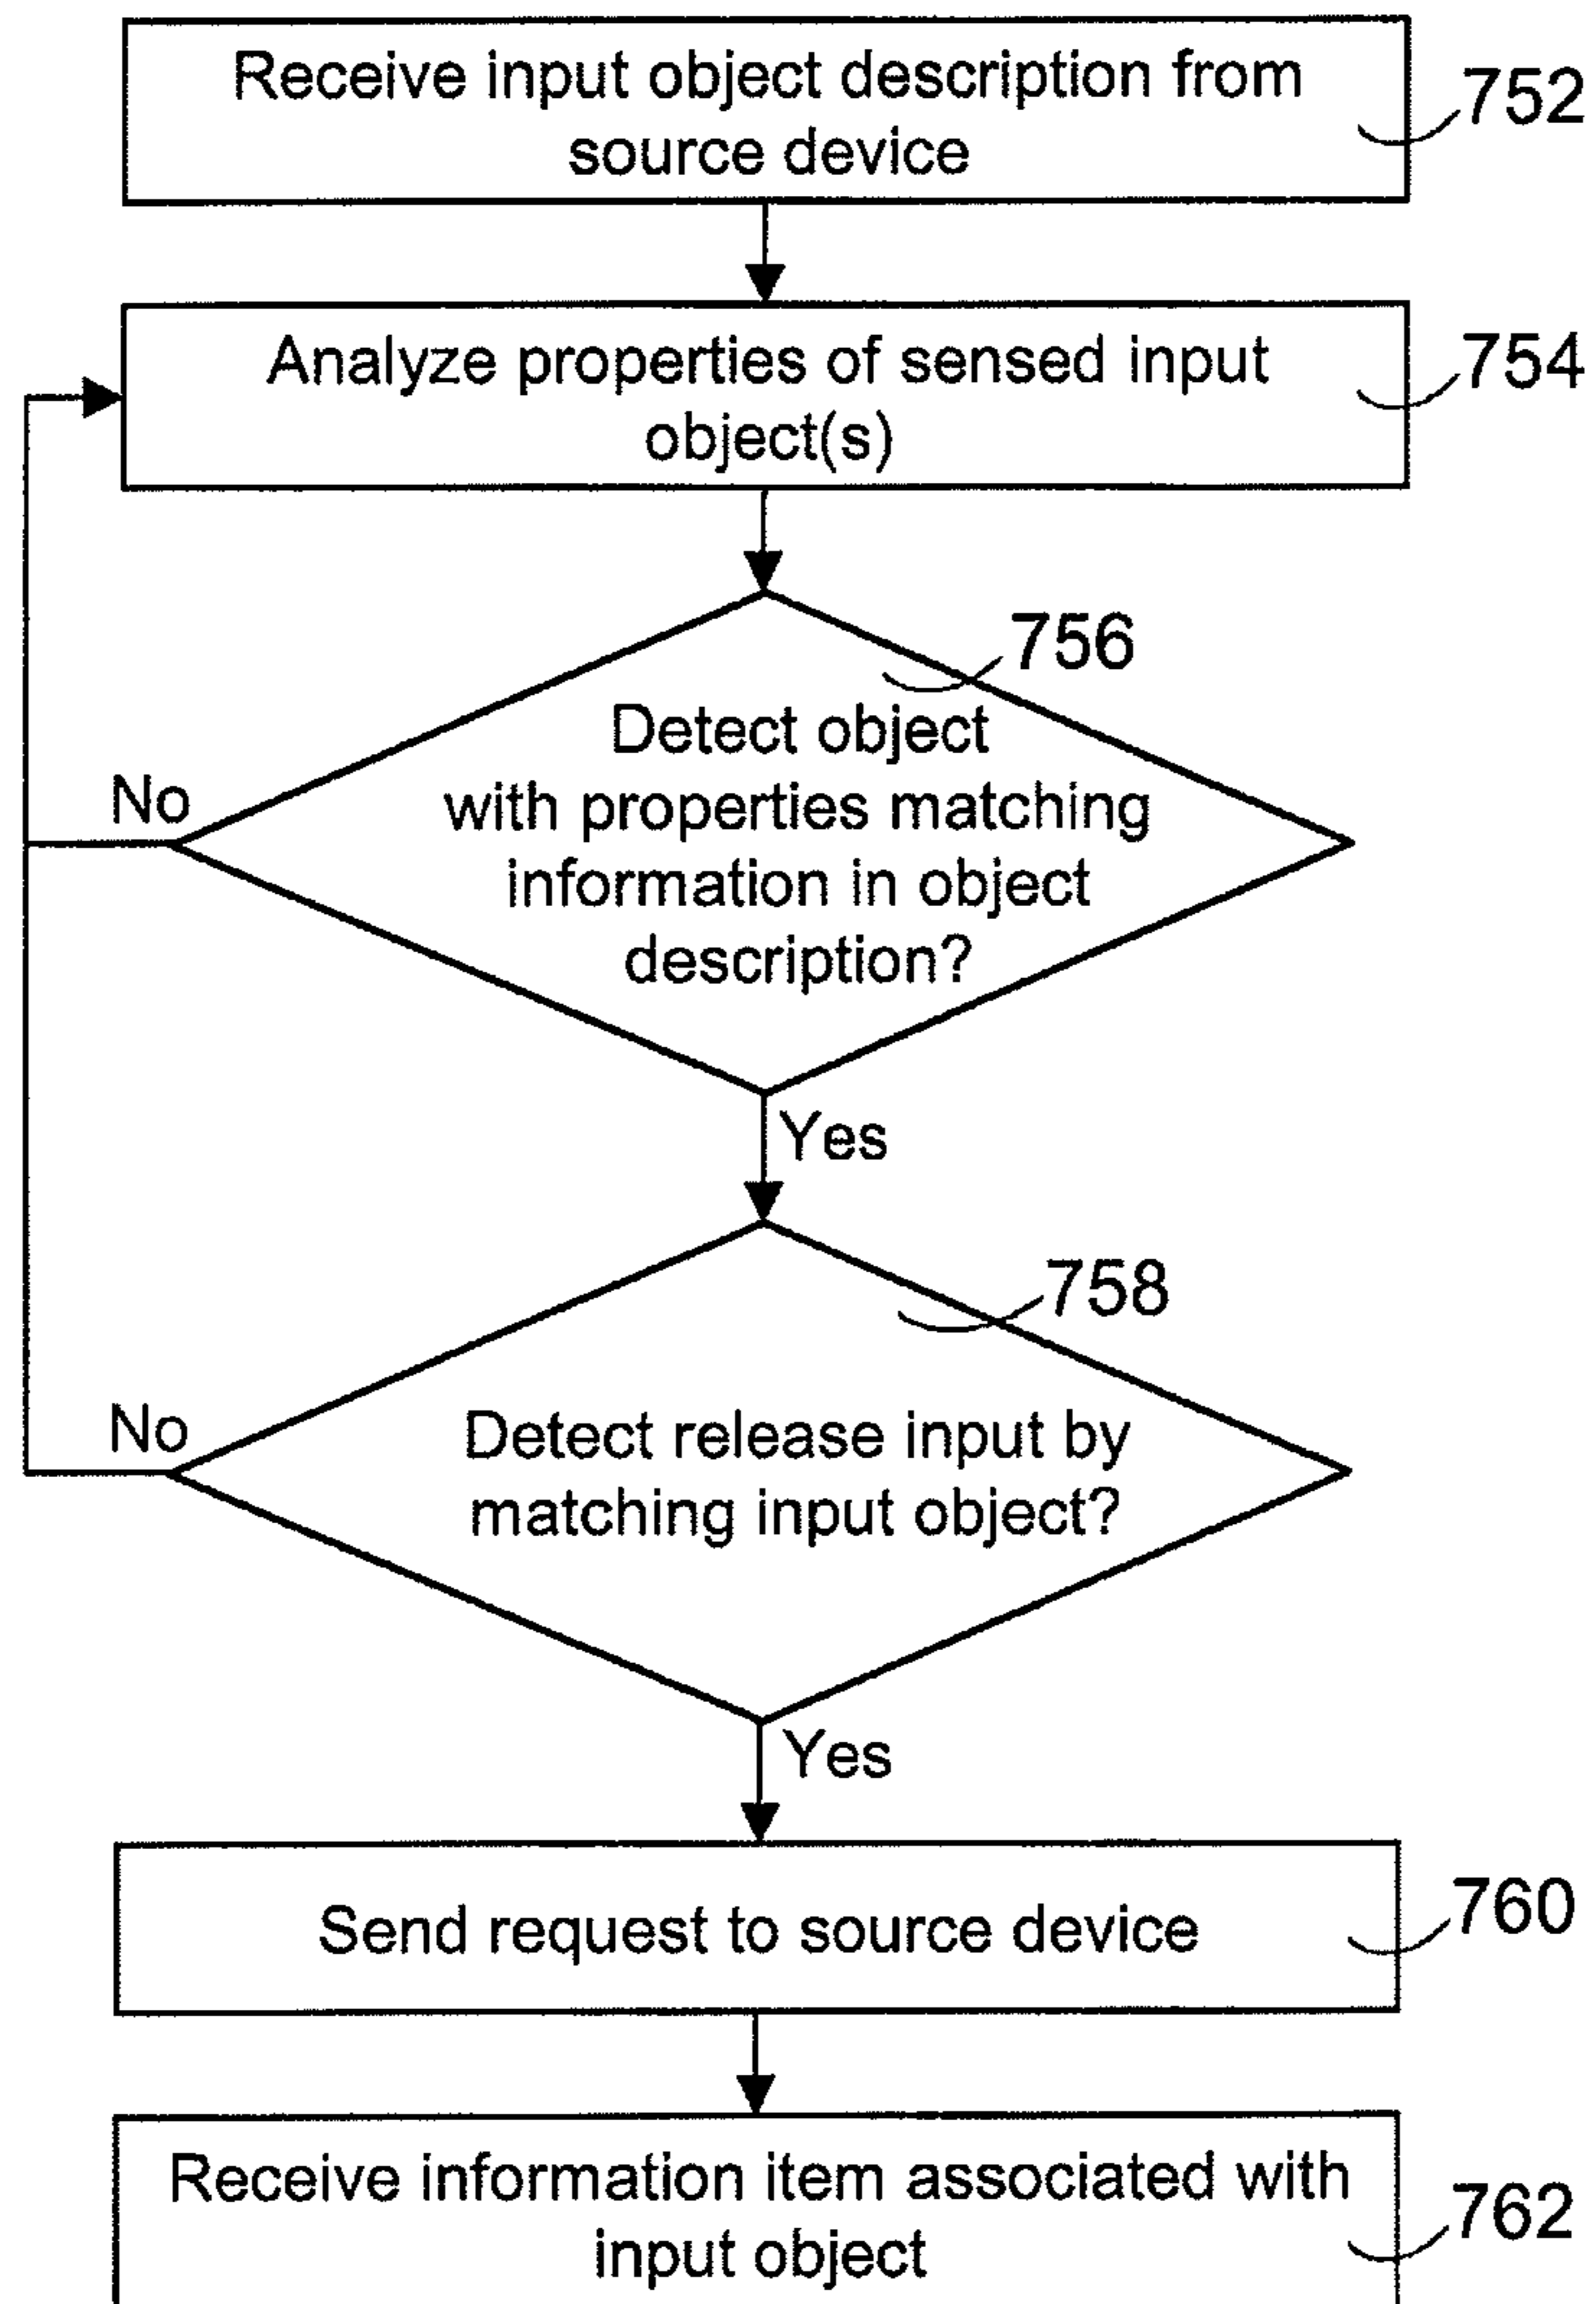 Receive input object description from
source device
752
Analyze properties of sensed input
object(s)
754
756
Detect object
with properties matching
information in object
description?
No
Yes
758
Detect release input by
matching input object?
No
Yes
Send request to source device
760
Receive information item associated with
input object
762